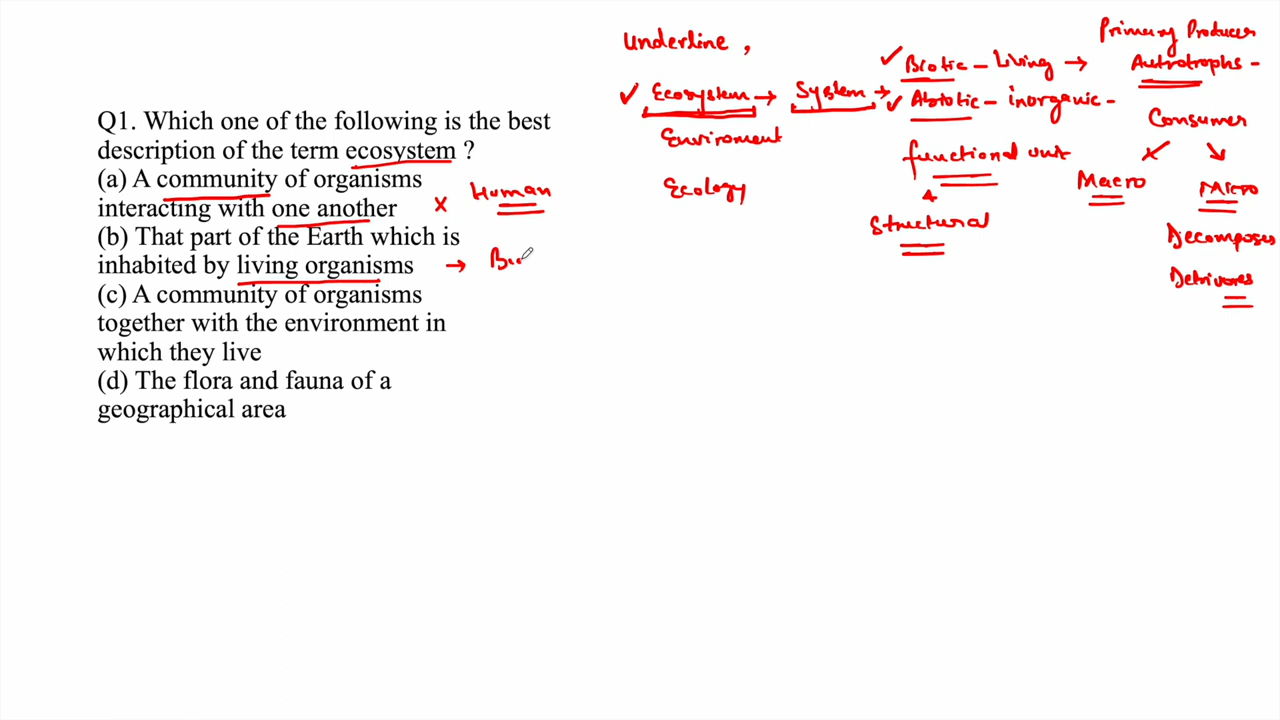 Q1. Which one of the following is the best
description of the term ecosystem ?
(a) A community of organisms
interacting with one another
(b) That part of the Earth which is
inhabited by living organisms
(c) A community of organisms
together with the environment in
which they live
(d) The flora and fauna of a
geographical area
x Human
→
Underline ,
✓ Ecosystem → System →
Enviroment
Ecology
✓ Biotic - Living →
✓ Abiotic - inorganic -
functional unit
Structural
Primary Producer
Autrotrophs -
Consumer
Macro
Micro
Decomposes
Detrivores